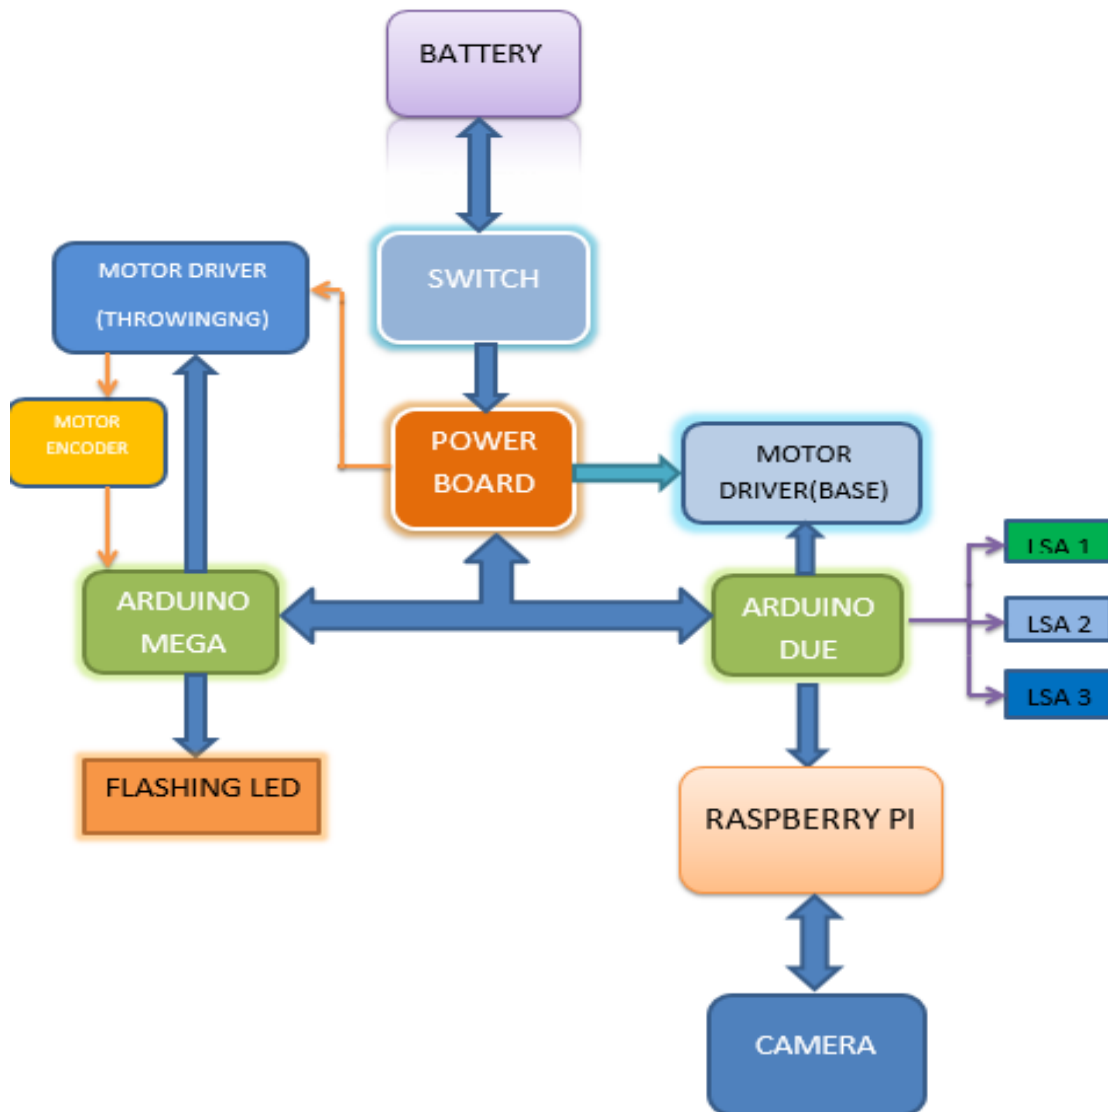 BATTERY
SWITCH
MOTOR DRIVER
(THROWINGNG)
MOTOR
ENCODER
POWER
BOARD
MOTOR
DRIVER(BASE)
LSA 1
LSA 2
LSA 3
ARDUINO
MEGA
ARDUINO
DUE
FLASHING LED
RASPBERRY PI
CAMERA